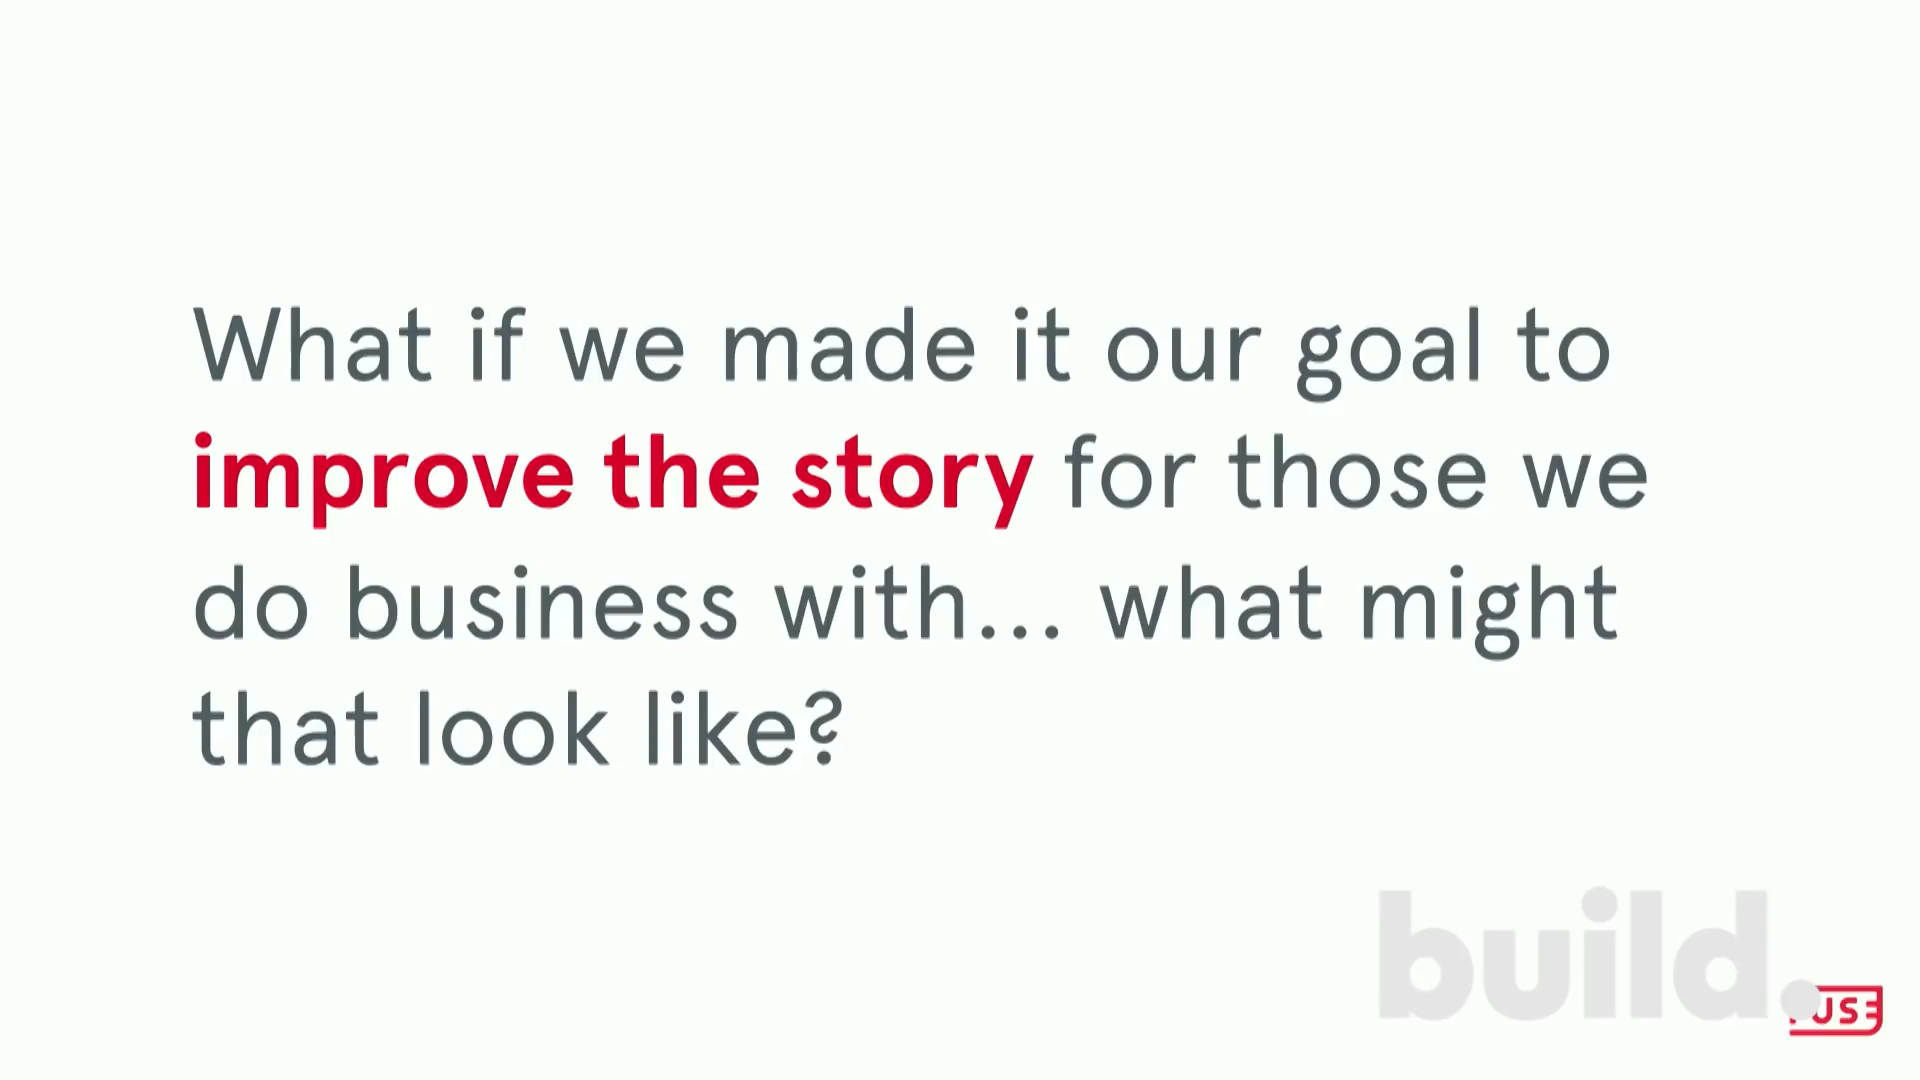 What if we made it our goal to
improve the story for those we
do business with... what might
that look like?
build.